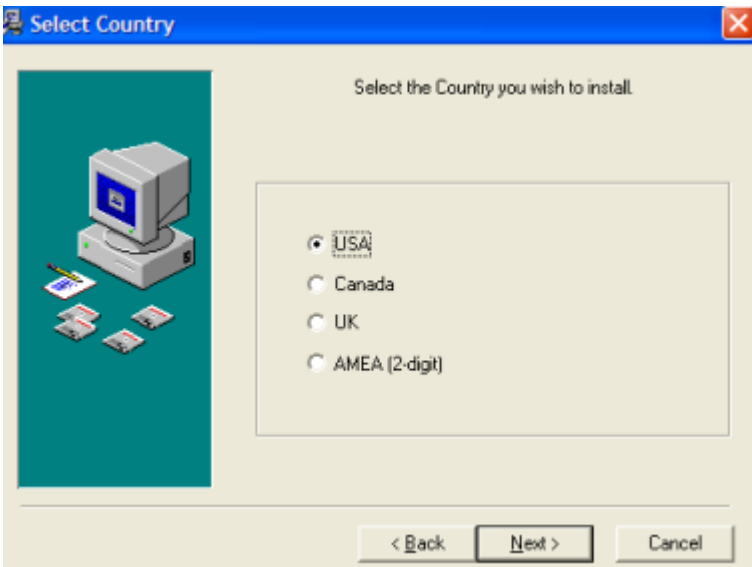 Select Country
Select the Country you wish to install.
USA
Canada
UK
AMEA (2-digit)
< Back
Next >
Cancel